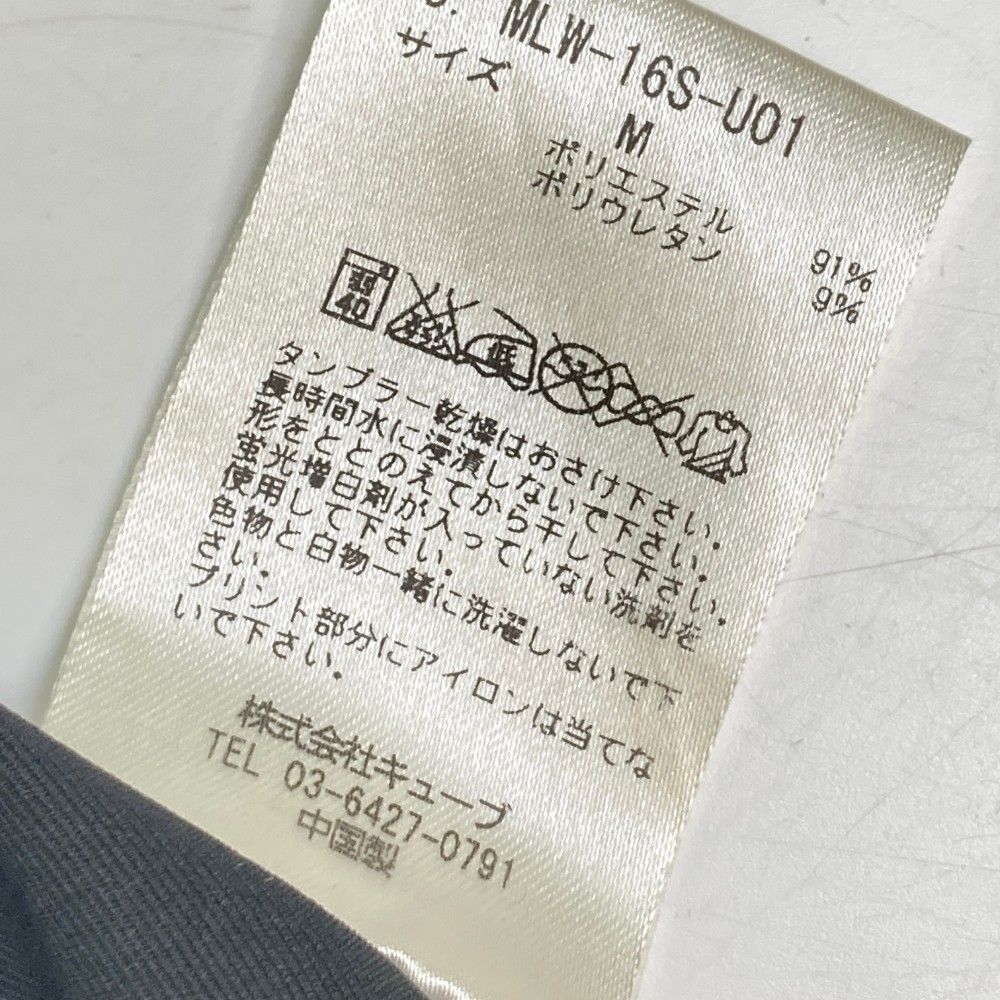 MLW-16S-U01
サイズ
M
ポリエステル 91%
ポリウレタン 9%
弱 40 低
タンブラー乾燥はおさけ下さい.
長時間水に浸漬しないで下さい.
形をととのえてから干して下さい.
蛍光増白剤が入っていない洗剤を
使用して下さい.
色物と白物一緒に洗濯しないで下
さい.
プリント部分にアイロンは当てな
いで下さい.
株式会社キューブ
TEL 03-6427-0791
中国製